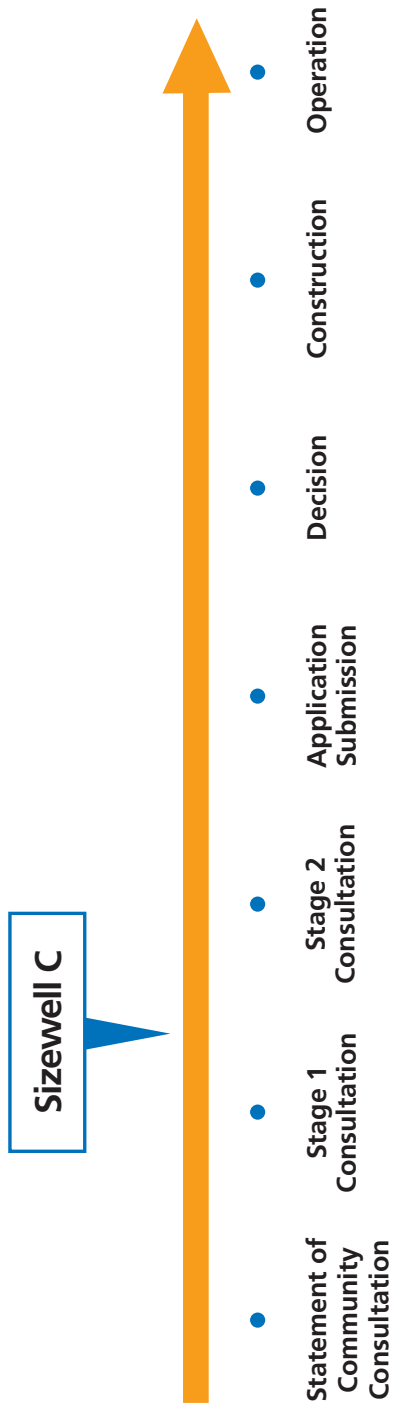 Sizewell C
Statement of
Community
Consultation
Stage 1
Consultation
Stage 2
Consultation
Application
Submission
Decision
Construction
Operation